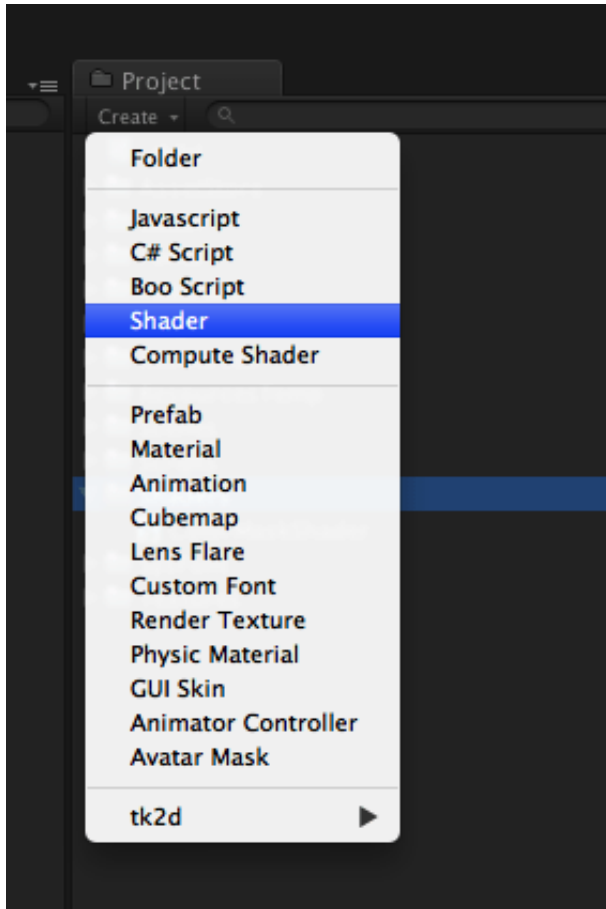 Project
Create
Folder
Javascript
C# Script
Boo Script
Shader
Compute Shader
Prefab
Material
Animation
Cubemap
Lens Flare
Custom Font
Render Texture
Physic Material
GUI Skin
Animator Controller
Avatar Mask
tk2d